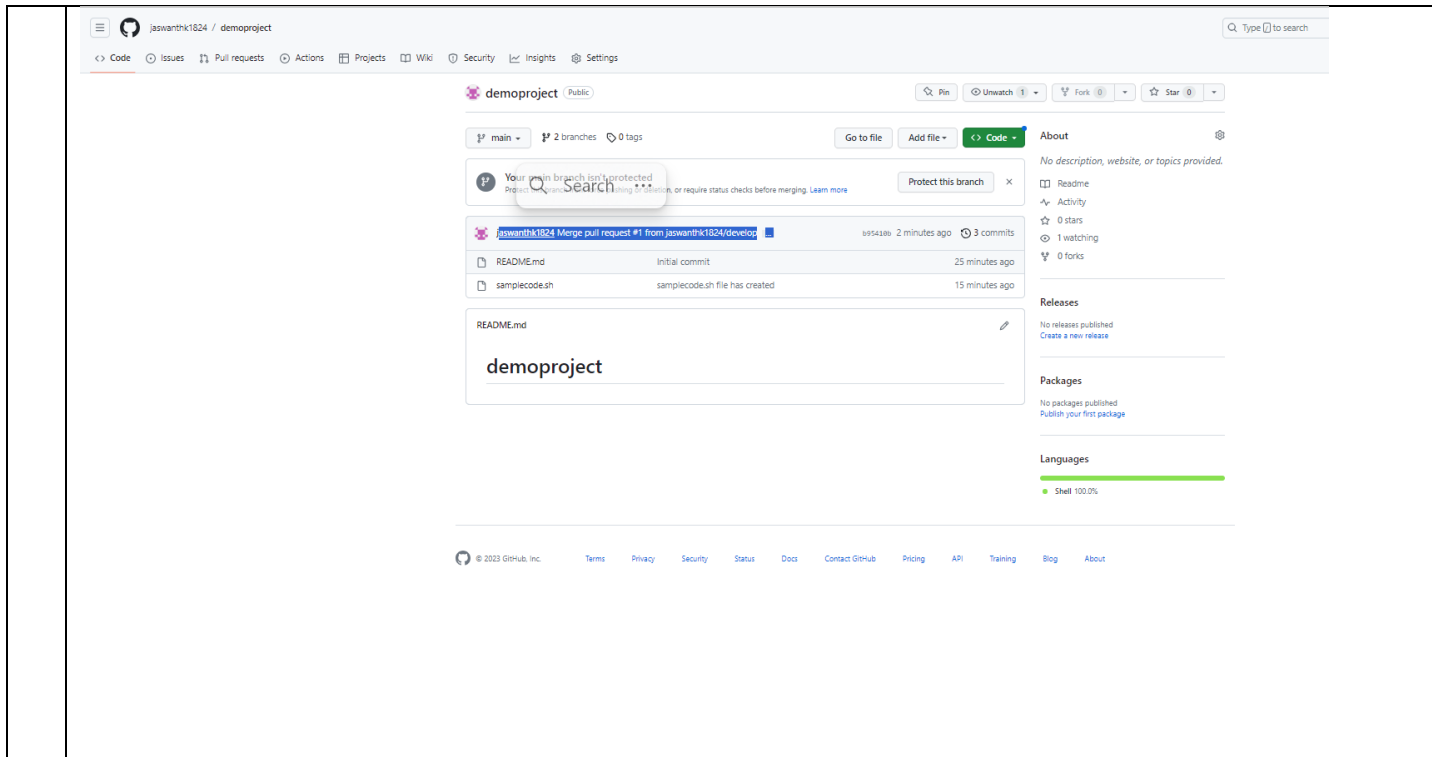 jaswanthk1824 / demoproject
Type / to search
Code Issues Pull requests Actions Projects Wiki Security Insights Settings
demoproject Public
Pin Unwatch 1 Fork 0 Star 0
main 2 branches 0 tags
Go to file Add file Code
About
No description, website, or topics provided.
Your main branch isn't protected
Search ...
pushing or deletion, or require status checks before merging. Learn more
Protect this branch
Readme
Activity
0 stars
1 watching
0 forks
jaswanthk1824 Merge pull request #1 from jaswanthk1824/develop
b95410b 2 minutes ago 3 commits
README.md Initial commit 25 minutes ago
samplecode.sh samplecode.sh file has created 15 minutes ago
Releases
No releases published
Create a new release
README.md
demoproject
Packages
No packages published
Publish your first package
Languages
Shell 100.0%
© 2023 GitHub, Inc. Terms Privacy Security Status Docs Contact GitHub Pricing API Training Blog About